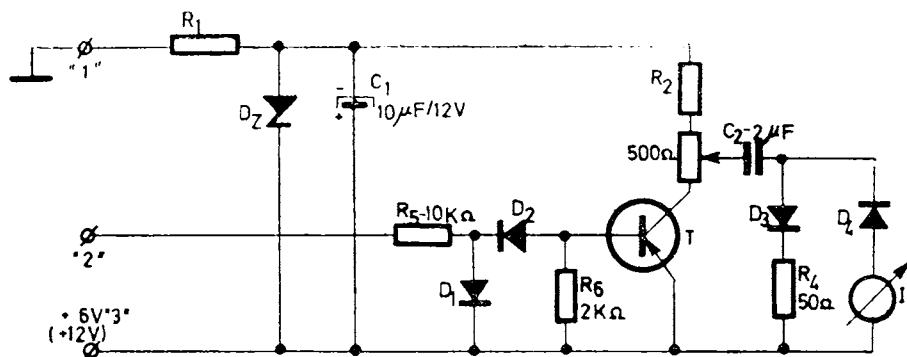 R1
"1"
DZ
-
C1
+
10μF/12V
R2
C2-2μF
500Ω
R5-10KΩ
D2
T
D3
D4
"2"
D1
R6
2KΩ
R4
50Ω
I
+ 6V"3"
(+12V)